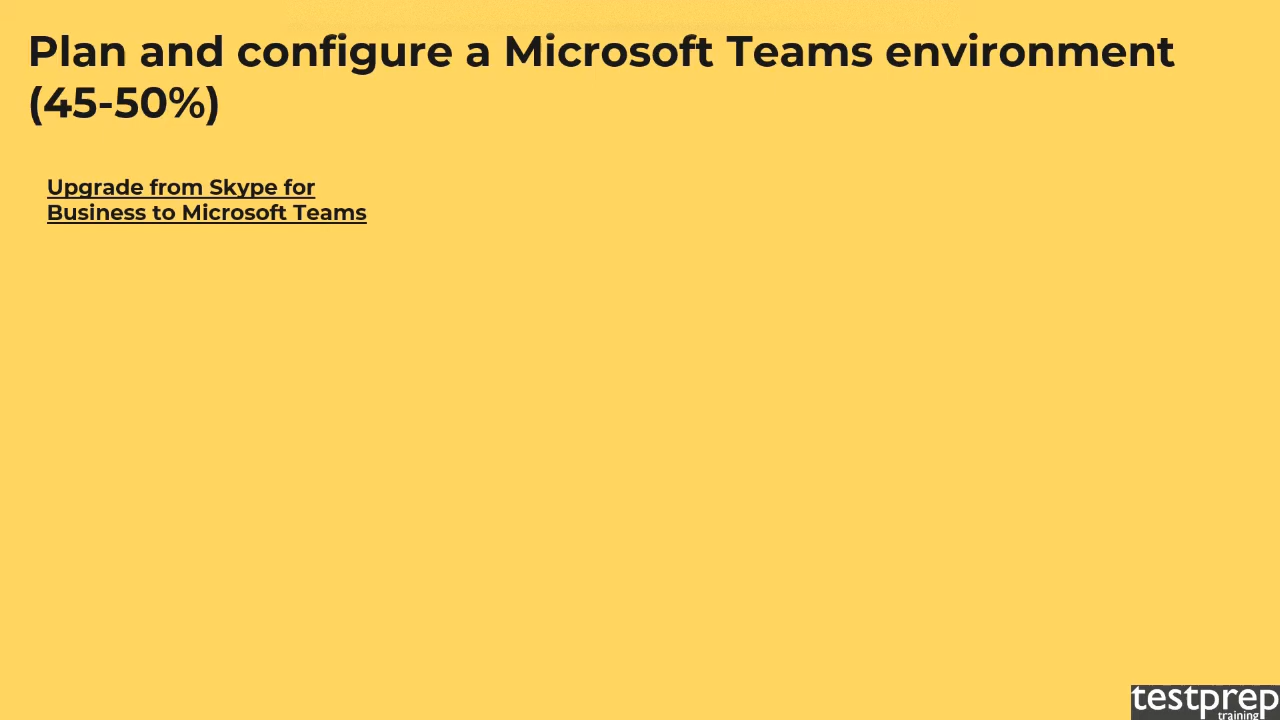 Plan and configure a Microsoft Teams environment
(45-50%)
Upgrade from Skype for
Business to Microsoft Teams
testprep
training